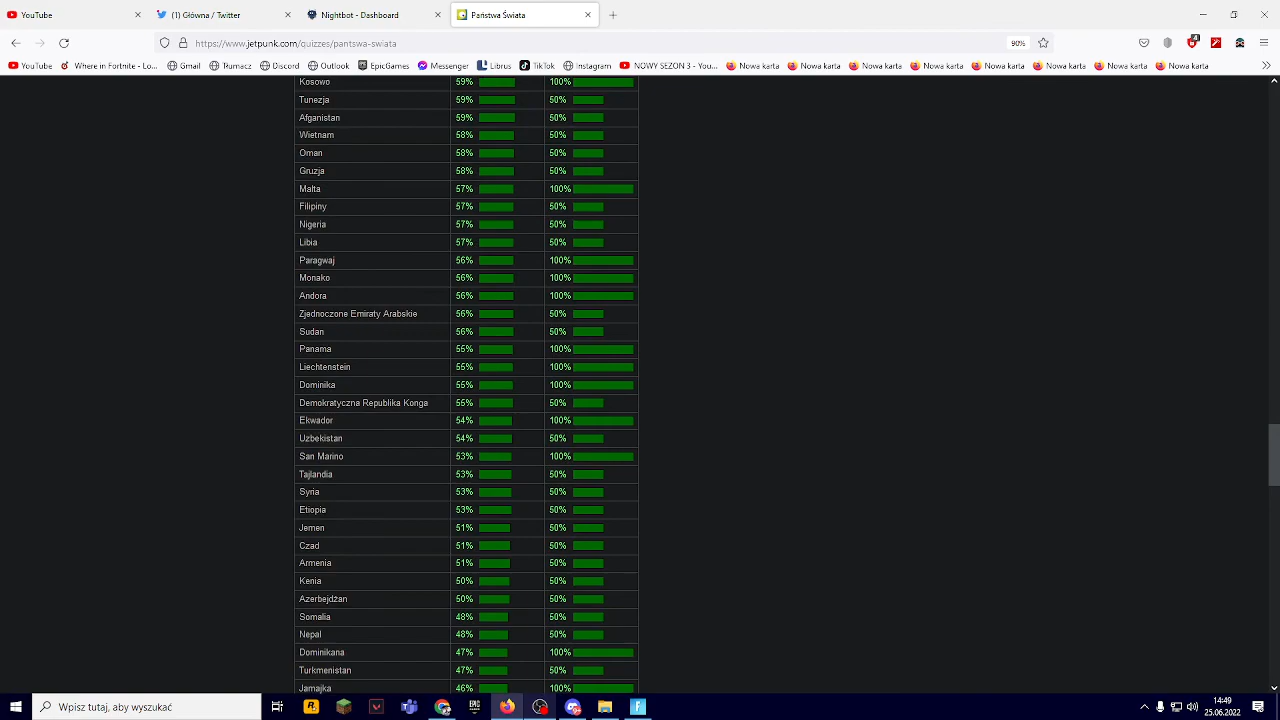 YouTube
(1) Główna / Twitter
Nightbot - Dashboard
Państwa Świata
https://www.jetpunk.com/quizzes/pantswa-swiata
90%
YouTube
Where in Fortnite - Lo...
Gmail
Rumacz
Discord
Outlook
EpicGames
Messenger
Librus
TikTok
Instagram
NOWY SEZON 3 - You...
Nowa karta
Nowa karta
Nowa karta
Nowa karta
Nowa karta
Nowa karta
Nowa karta
Nowa karta
Kosowo 59% 100%
Tunezja 59% 50%
Afganistan 59% 50%
Wietnam 58% 50%
Oman 58% 50%
Gruzja 58% 50%
Malta 57% 100%
Filipiny 57% 50%
Nigeria 57% 50%
Libia 57% 50%
Paragwaj 56% 100%
Monako 56% 100%
Andora 56% 100%
Zjednoczone Emiraty Arabskie 56% 50%
Sudan 56% 50%
Panama 55% 100%
Liechtenstein 55% 100%
Dominika 55% 100%
Demokratyczna Republika Konga 55% 50%
Ekwador 54% 100%
Uzbekistan 54% 50%
San Marino 53% 100%
Tajlandia 53% 50%
Syria 53% 50%
Etiopia 53% 50%
Jemen 51% 50%
Czad 51% 50%
Armenia 51% 50%
Kenia 50% 50%
Azerbejdżan 50% 50%
Somalia 48% 50%
Nepal 48% 50%
Dominikana 47% 100%
Turkmenistan 47% 50%
Jamajka 46% 100%
Wpisz tutaj, aby wyszukać
14:49
25.06.2022